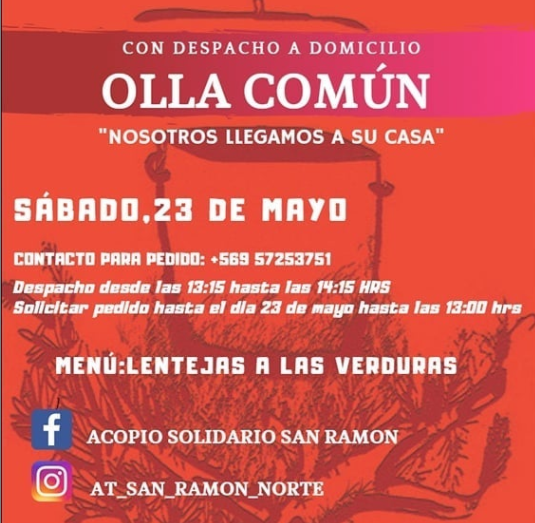 CON DESPACHO A DOMICILIO
OLLA COMÚN
"NOSOTROS LLEGAMOS A SU CASA"
SÁBADO,23 DE MAYO
CONTACTO PARA PEDIDO: +569 57253751
Despacho desde las 13:15 hasta las 14:15 HRS
Solicitar pedido hasta el dia 23 de mayo hasta las 13:00 hrs
MENÚ:LENTEJAS A LAS VERDURAS
ACOPIO SOLIDARIO SAN RAMON
AT_SAN_RAMON_NORTE